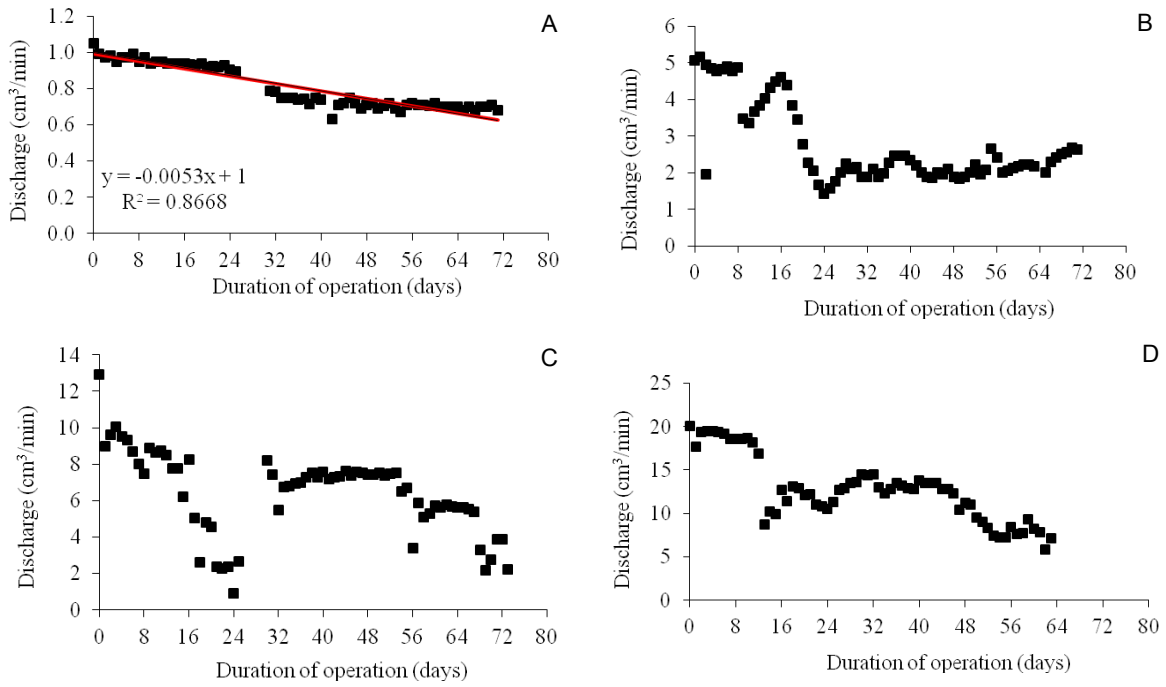 A
Discharge (cm³/min)
1.2
1.0
0.8
0.6
0.4
0.2
0.0
y = -0.0053x + 1
R² = 0.8668
0 8 16 24 32 40 48 56 64 72 80
Duration of operation (days)
B
Discharge (cm³/min)
6
5
4
3
2
1
0
0 8 16 24 32 40 48 56 64 72 80
Duration of operation (days)
C
Discharge (cm³/min)
14
12
10
8
6
4
2
0
0 8 16 24 32 40 48 56 64 72 80
Duration of operation (days)
D
Discharge (cm³/min)
25
20
15
10
5
0
0 8 16 24 32 40 48 56 64 72 80
Duration of operation (days)